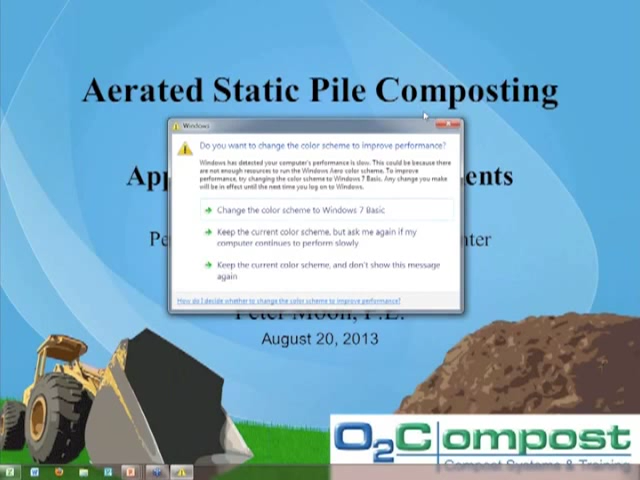 Aerated Static Pile Composting
Windows
Do you want to change the color scheme to improve performance?
Windows has detected your computer's performance is slow. This could be because there
are not enough resources to run the Windows Aero color scheme. To improve
performance, try changing the color scheme to Windows 7 Basic. Any change you make
will be in effect until the next time you log on to Windows.
App
ents
Change the color scheme to Windows 7 Basic
Keep the current color scheme, but ask me again if my
computer continues to perform slowly
Pe
nter
Keep the current color scheme, and don't show this message
again
How do I decide whether to change the color scheme to improve performance?
Peter Moon, P.E.
August 20, 2013
O2Compost
Compost Systems & Training